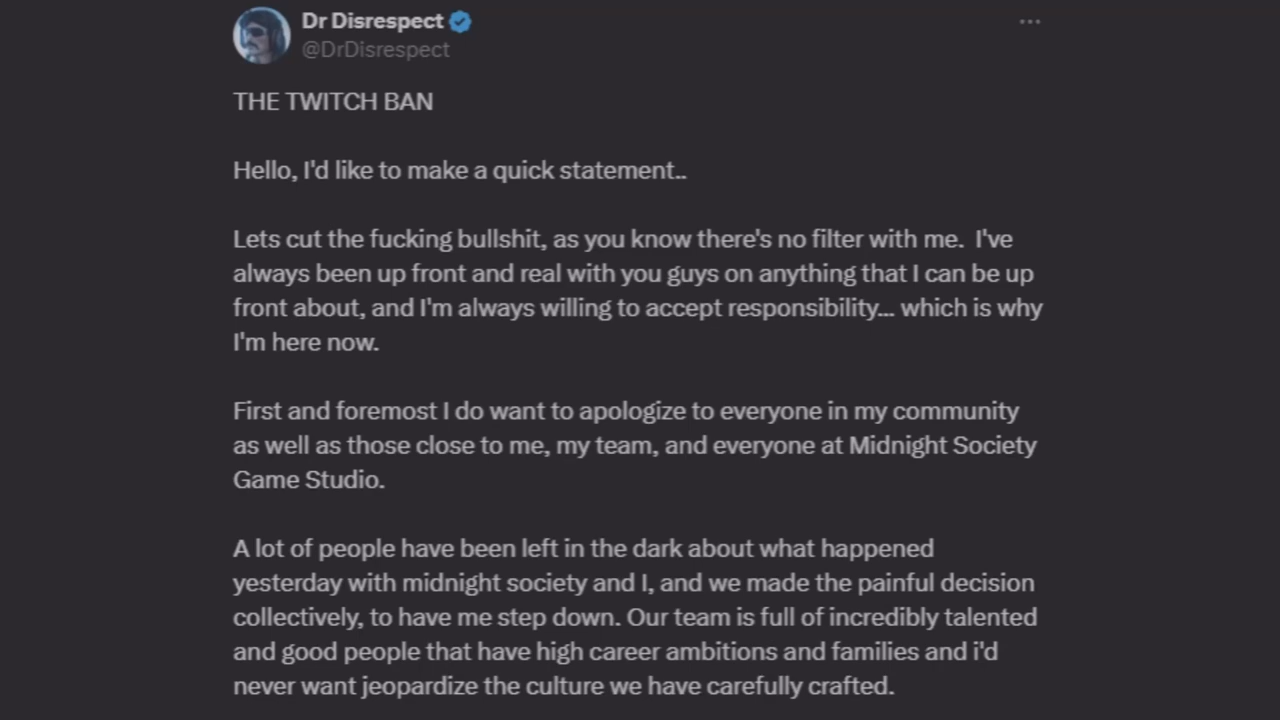 Dr Disrespect
@DrDisrespect
THE TWITCH BAN
Hello, I'd like to make a quick statement..
Lets cut the fucking bullshit, as you know there's no filter with me.  I've
always been up front and real with you guys on anything that I can be up
front about, and I'm always willing to accept responsibility... which is why
I'm here now.
First and foremost I do want to apologize to everyone in my community
as well as those close to me, my team, and everyone at Midnight Society
Game Studio.
A lot of people have been left in the dark about what happened
yesterday with midnight society and I, and we made the painful decision
collectively, to have me step down. Our team is full of incredibly talented
and good people that have high career ambitions and families and i'd
never want jeopardize the culture we have carefully crafted.